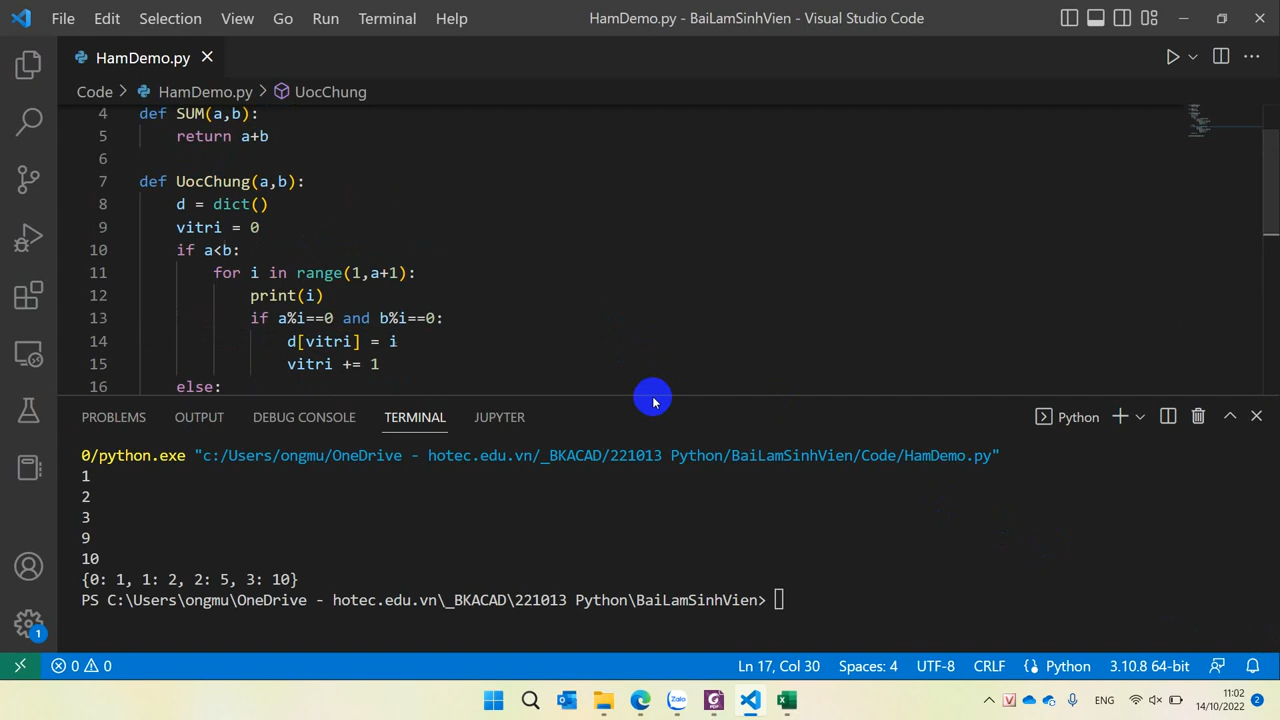 File Edit Selection View Go Run Terminal Help HamDemo.py - BaiLamSinhVien - Visual Studio Code
HamDemo.py
Code > HamDemo.py > UocChung
4 def SUM(a,b):
5 return a+b
6
7 def UocChung(a,b):
8 d = dict()
9 vitri = 0
10 if a<b:
11 for i in range(1,a+1):
12 print(i)
13 if a%i==0 and b%i==0:
14 d[vitri] = i
15 vitri += 1
16 else:
PROBLEMS OUTPUT DEBUG CONSOLE TERMINAL JUPYTER Python
0/python.exe "c:/Users/ongmu/OneDrive - hotec.edu.vn/_BKACAD/221013 Python/BaiLamSinhVien/Code/HamDemo.py"
1
2
3
9
10
{0: 1, 1: 2, 2: 5, 3: 10}
PS C:\Users\ongmu\OneDrive - hotec.edu.vn\_BKACAD\221013 Python\BaiLamSinhVien>
1
0 0 Ln 17, Col 30 Spaces: 4 UTF-8 CRLF Python 3.10.8 64-bit
Zalo PDF ENG 11:02
14/10/2022 2